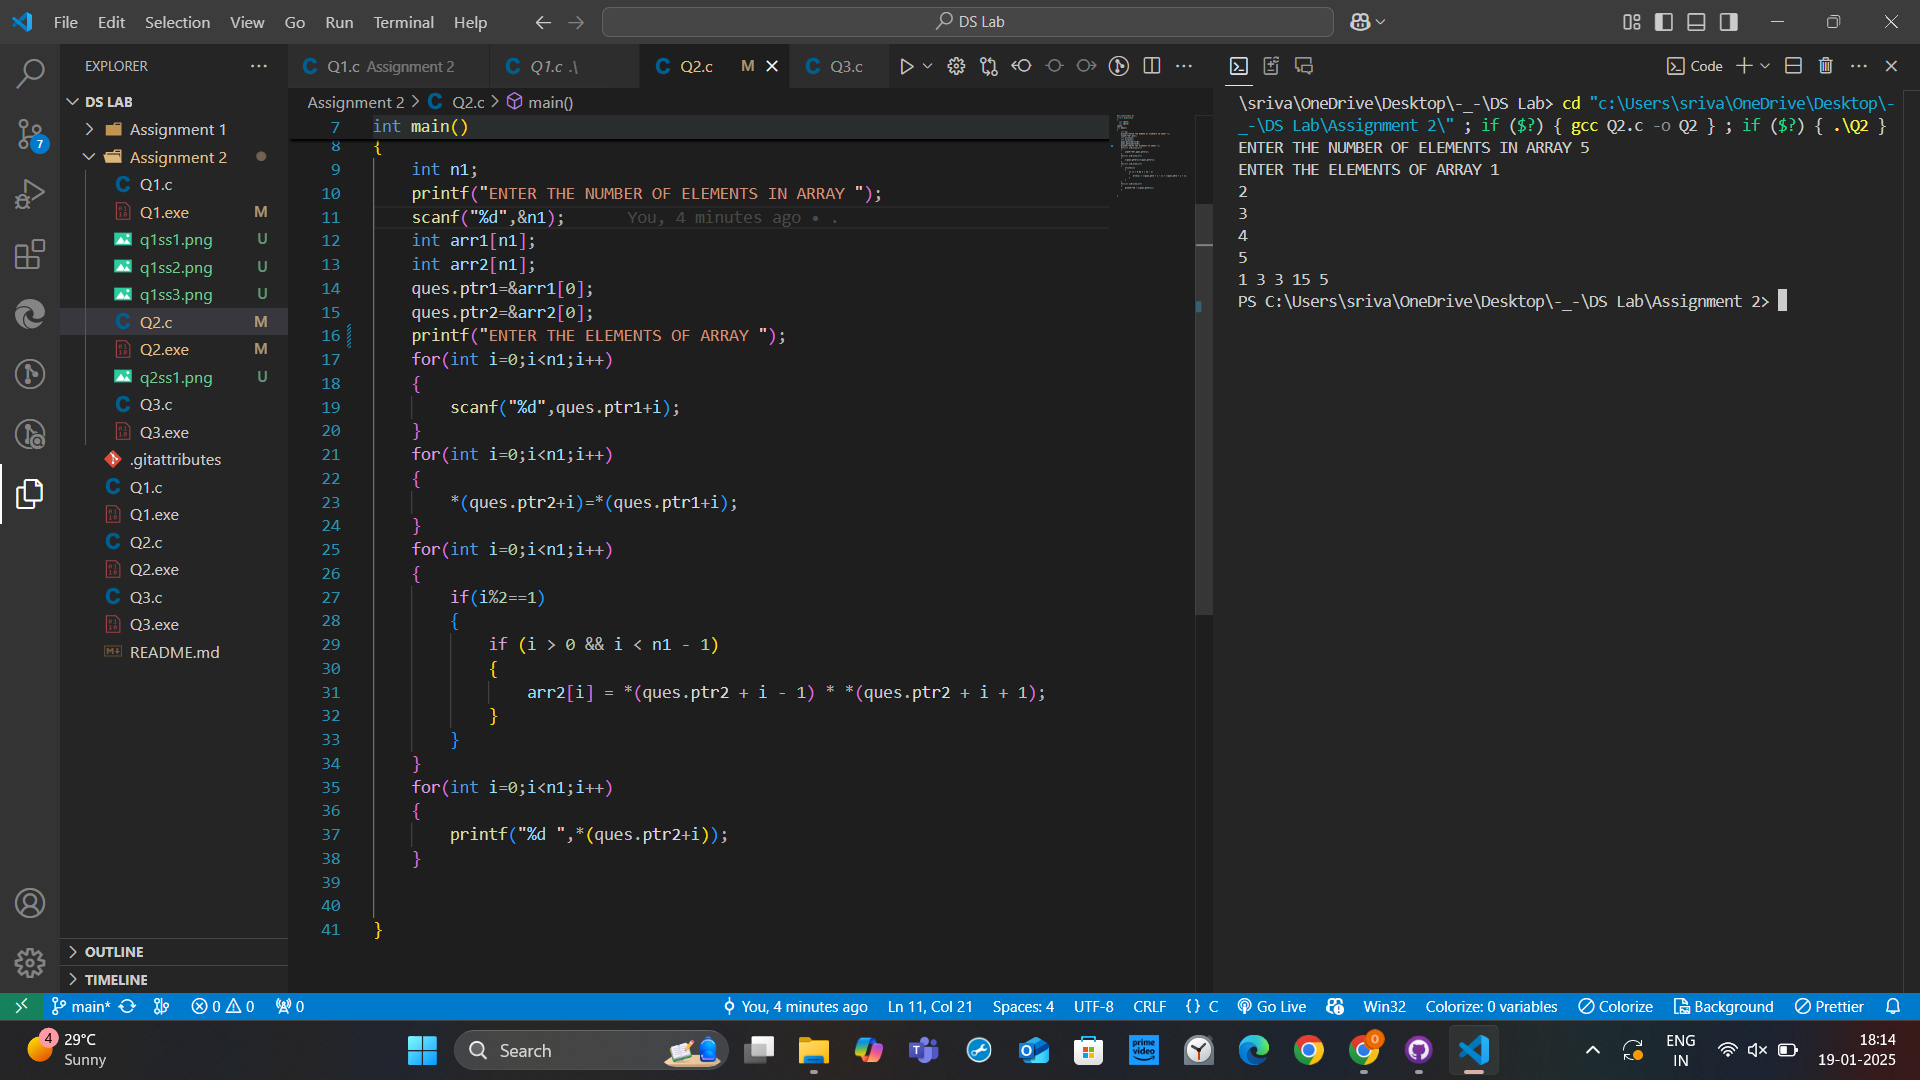 File Edit Selection View Go Run Terminal Help
DS Lab
EXPLORER
DS LAB
Assignment 1
Assignment 2
Q1.c
Q1.exe M
q1ss1.png U
q1ss2.png U
q1ss3.png U
Q2.c M
Q2.exe M
q2ss1.png U
Q3.c
Q3.exe
.gitattributes
Q1.c
Q1.exe
Q2.c
Q2.exe
Q3.c
Q3.exe
README.md
OUTLINE
TIMELINE
7
Q1.c Assignment 2
Q1.c .\
Q2.c M
Q3.c
Assignment 2 > Q2.c > main()
7 int main()
8 {
9 int n1;
10 printf("ENTER THE NUMBER OF ELEMENTS IN ARRAY ");
11 scanf("%d",&n1); You, 4 minutes ago • .
12 int arr1[n1];
13 int arr2[n1];
14 ques.ptr1=&arr1[0];
15 ques.ptr2=&arr2[0];
16 printf("ENTER THE ELEMENTS OF ARRAY ");
17 for(int i=0;i<n1;i++)
18 {
19 scanf("%d",ques.ptr1+i);
20 }
21 for(int i=0;i<n1;i++)
22 {
23 *(ques.ptr2+i)=*(ques.ptr1+i);
24 }
25 for(int i=0;i<n1;i++)
26 {
27 if(i%2==1)
28 {
29 if (i > 0 && i < n1 - 1)
30 {
31 arr2[i] = *(ques.ptr2 + i - 1) * *(ques.ptr2 + i + 1);
32 }
33 }
34 }
35 for(int i=0;i<n1;i++)
36 {
37 printf("%d ",*(ques.ptr2+i));
38 }
39
40
41 }
Code
\sriva\OneDrive\Desktop\-_-\DS Lab> cd "c:\Users\sriva\OneDrive\Desktop\-
_-\DS Lab\Assignment 2\" ; if ($?) { gcc Q2.c -o Q2 } ; if ($?) { .\Q2 }
ENTER THE NUMBER OF ELEMENTS IN ARRAY 5
ENTER THE ELEMENTS OF ARRAY 1
2
3
4
5
1 3 3 15 5
PS C:\Users\sriva\OneDrive\Desktop\-_-\DS Lab\Assignment 2>
main* 0 0 0 You, 4 minutes ago Ln 11, Col 21 Spaces: 4 UTF-8 CRLF {} C Go Live Win32 Colorize: 0 variables Colorize Background Prettier
4
29°C
Sunny
Search
prime video
0
ENG
IN
18:14
19-01-2025